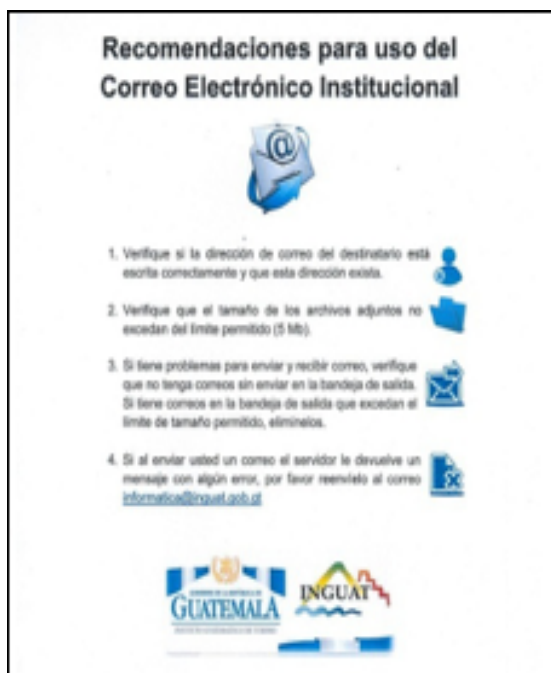 Recomendaciones para uso del
Correo Electrónico Institucional
1. Verifique si la dirección de correo del destinatario está
escrita correctamente y que esta dirección exista.
2. Verifique que el tamaño de los archivos adjuntos no
excedan del límite permitido (5 Mb).
3. Si tiene problemas para enviar y recibir correo, verifique
que no tenga correos sin enviar en la bandeja de salida.
Si tiene correos en la bandeja de salida que excedan el
límite de tamaño permitido, elimínelos.
4. Si al enviar usted un correo el servidor le devuelve un
mensaje con algún error, por favor reenvíelo al correo
informatica@inguat.gob.gt
GUATEMALA
INGUAT